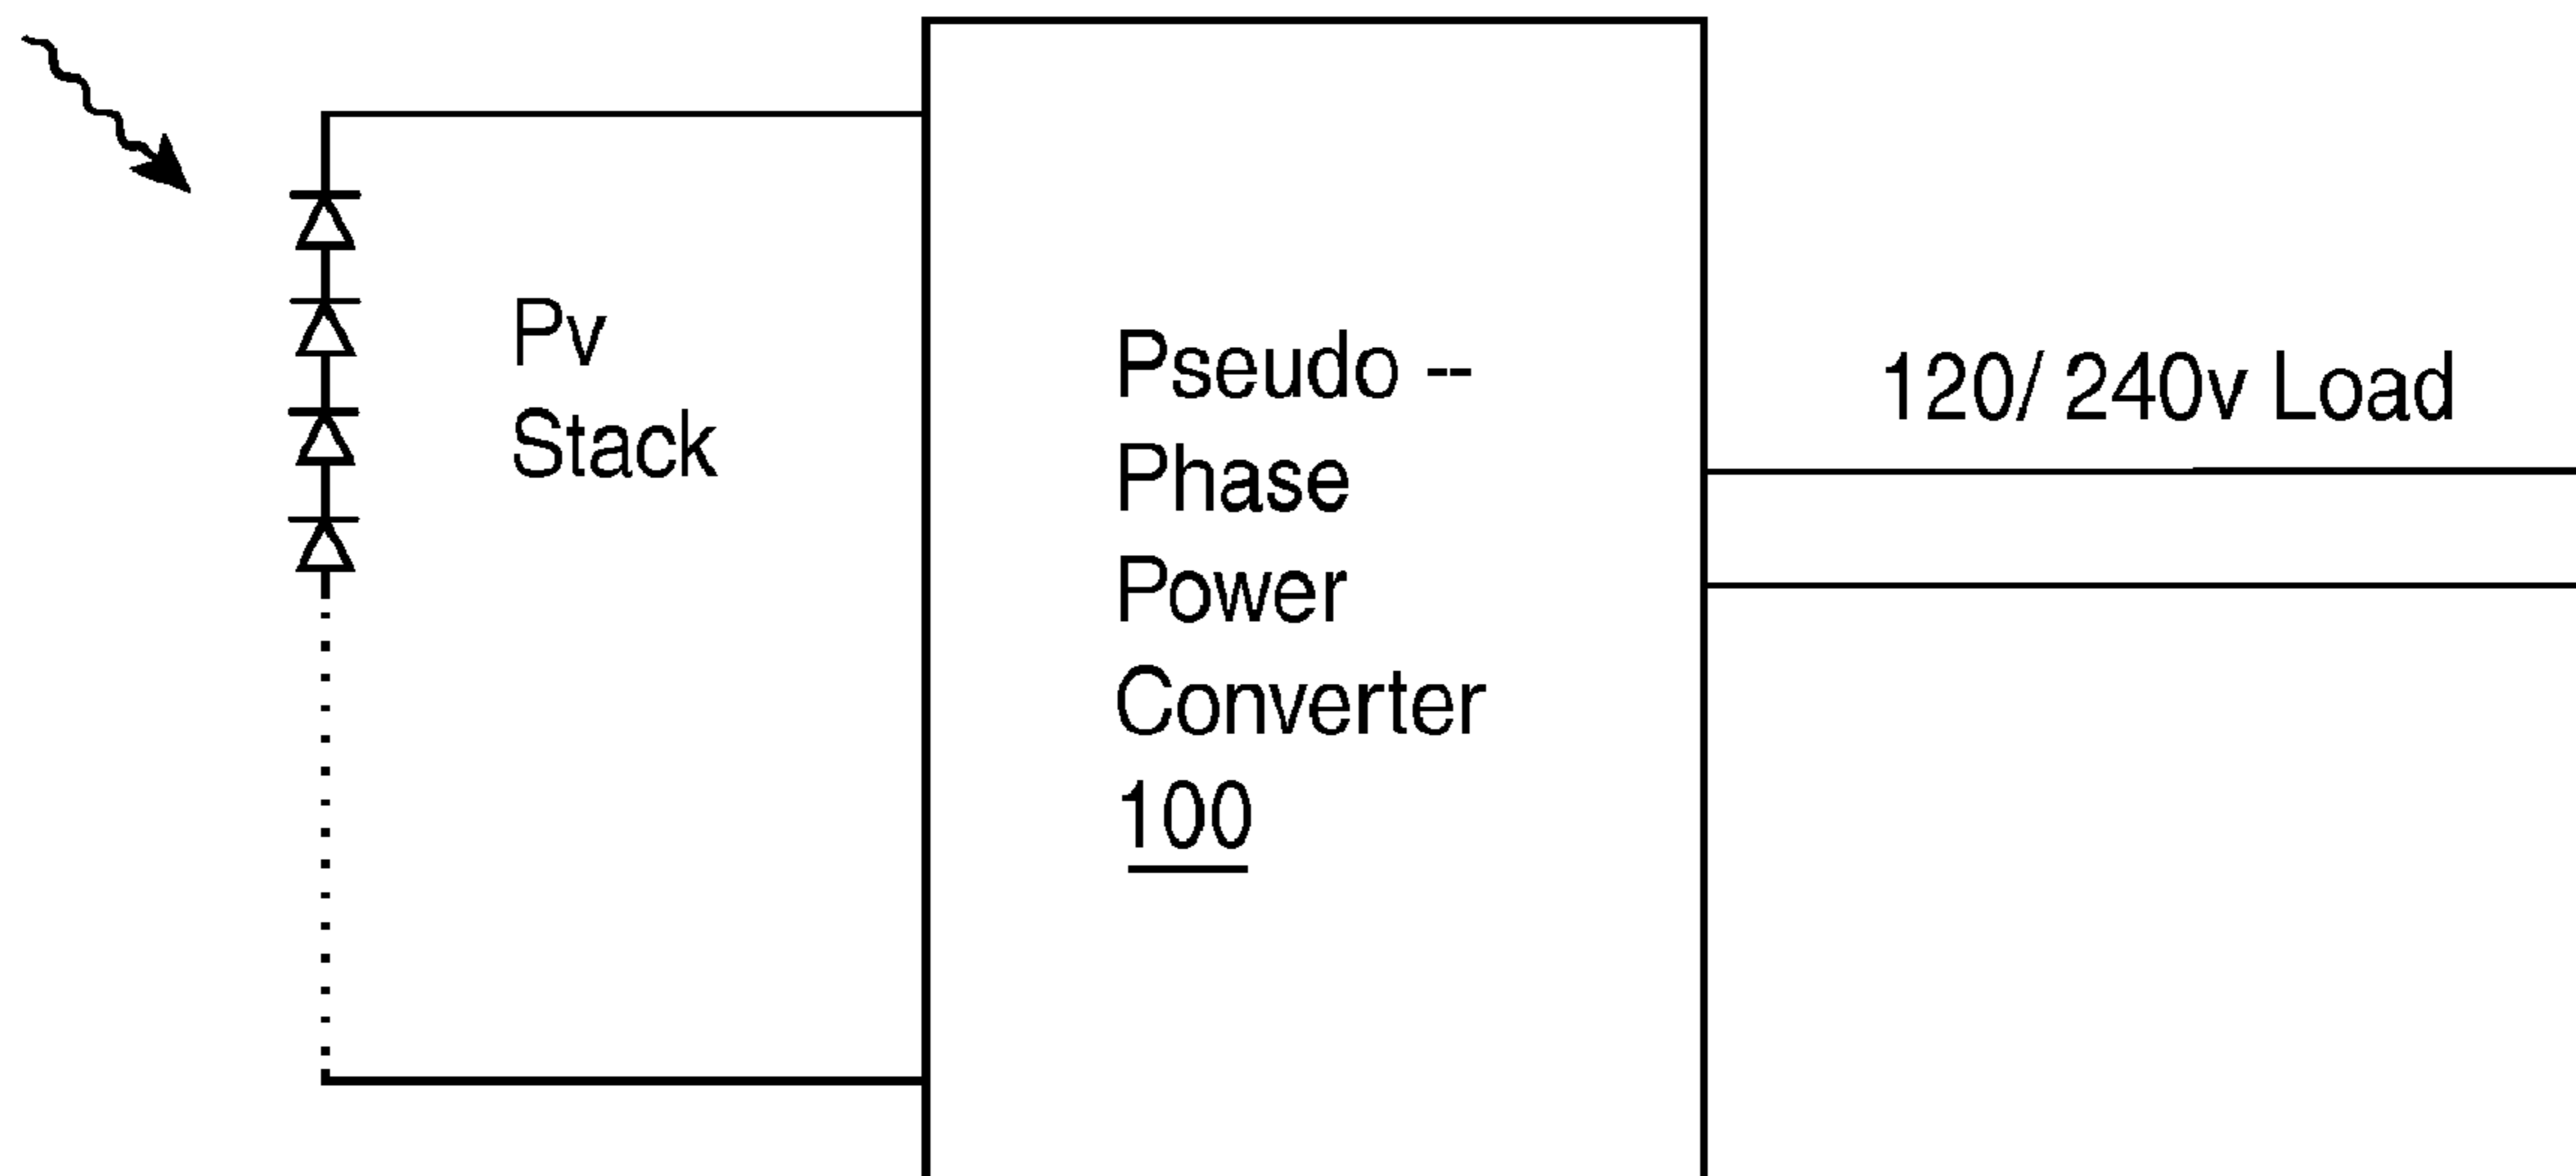 Pv
Stack
Pseudo --
Phase
Power
Converter
100
120/ 240v Load